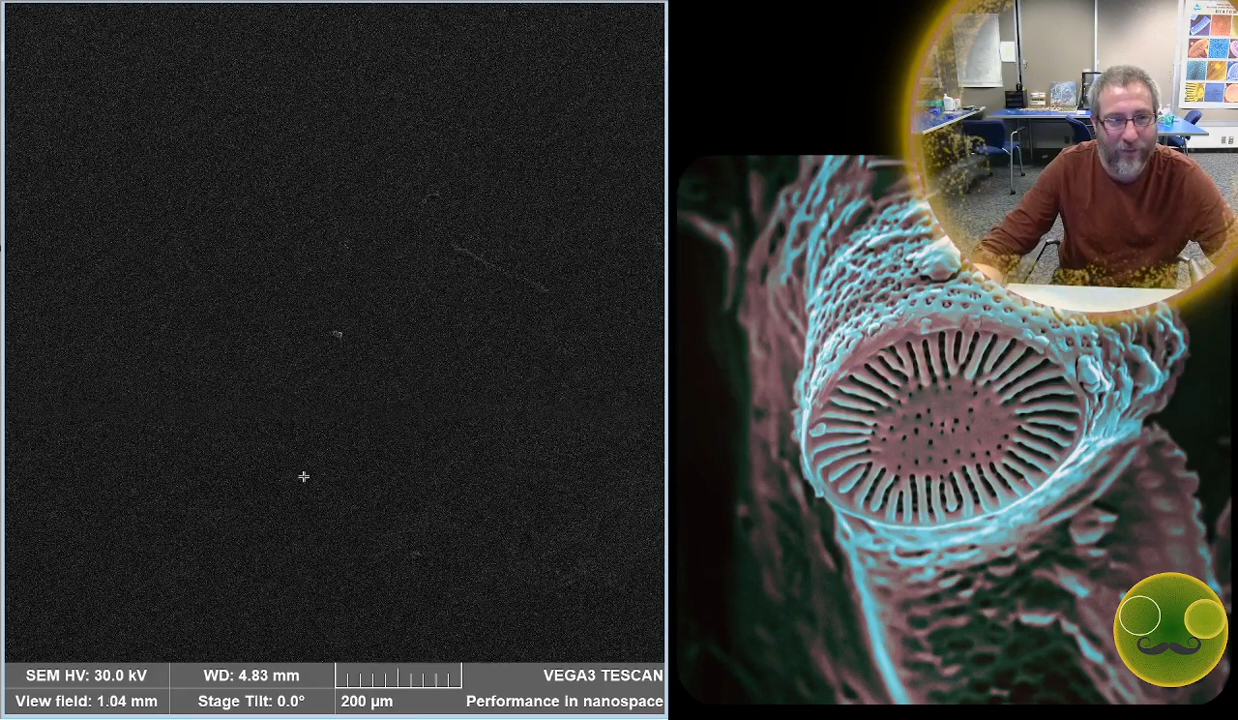 SEM HV: 30.0 kV
WD: 4.83 mm
VEGA3 TESCAN
View field: 1.04 mm
Stage Tilt: 0.0°
200 µm
Performance in nanospace